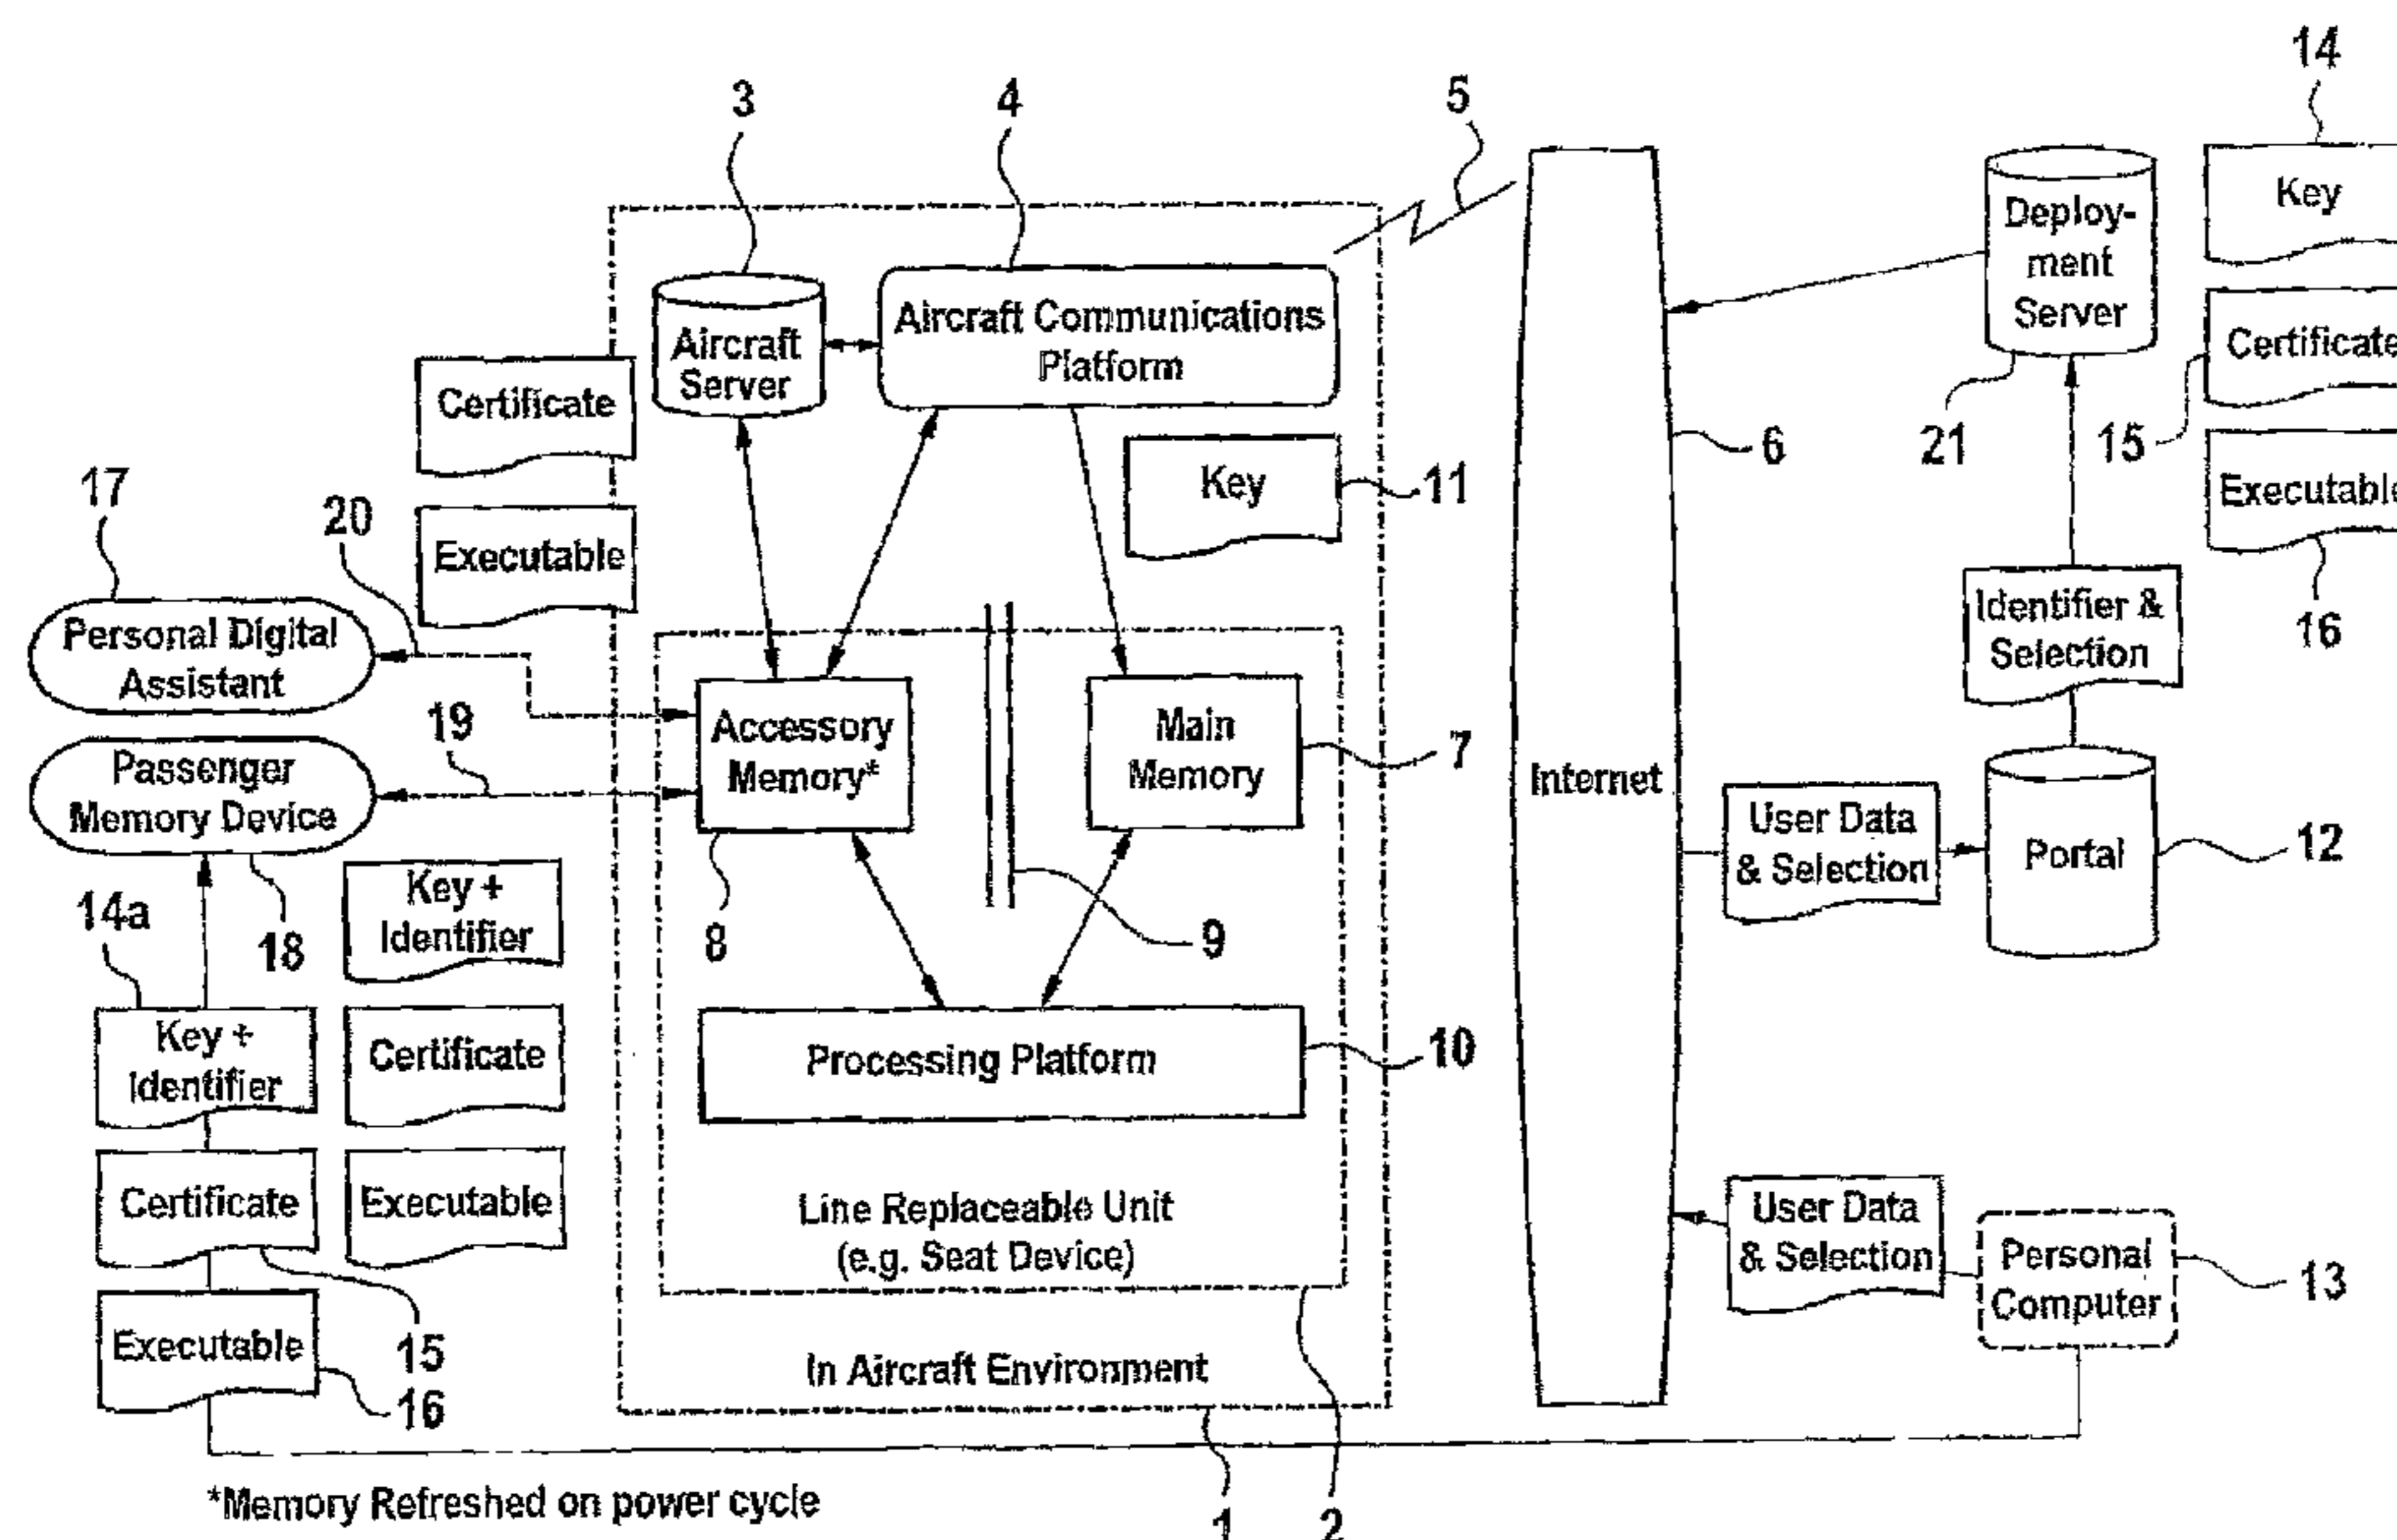 14
3
4
5
Key
Deploy-
ment
Server
Aircraft
Server
Aircraft Communications
Platform
Certificate
Certificate
21
15
6
Key
11
17
20
Executable
Executable
16
Personal Digital
Assistant
Identifier &
Selection
19
Accessory
Memory*
Main
Memory
7
Internet
Passenger
Memory Device
User Data
& Selection
Portal
12
14a
18
Key +
Identifier
8
9
Key +
Identifier
Certificate
Processing Platform
10
Certificate
Executable
Line Replaceable Unit
(e.g. Seat Device)
User Data
& Selection
Personal
Computer
13
Executable
15
16
In Aircraft Environment
*Memory Refreshed on power cycle
1
2